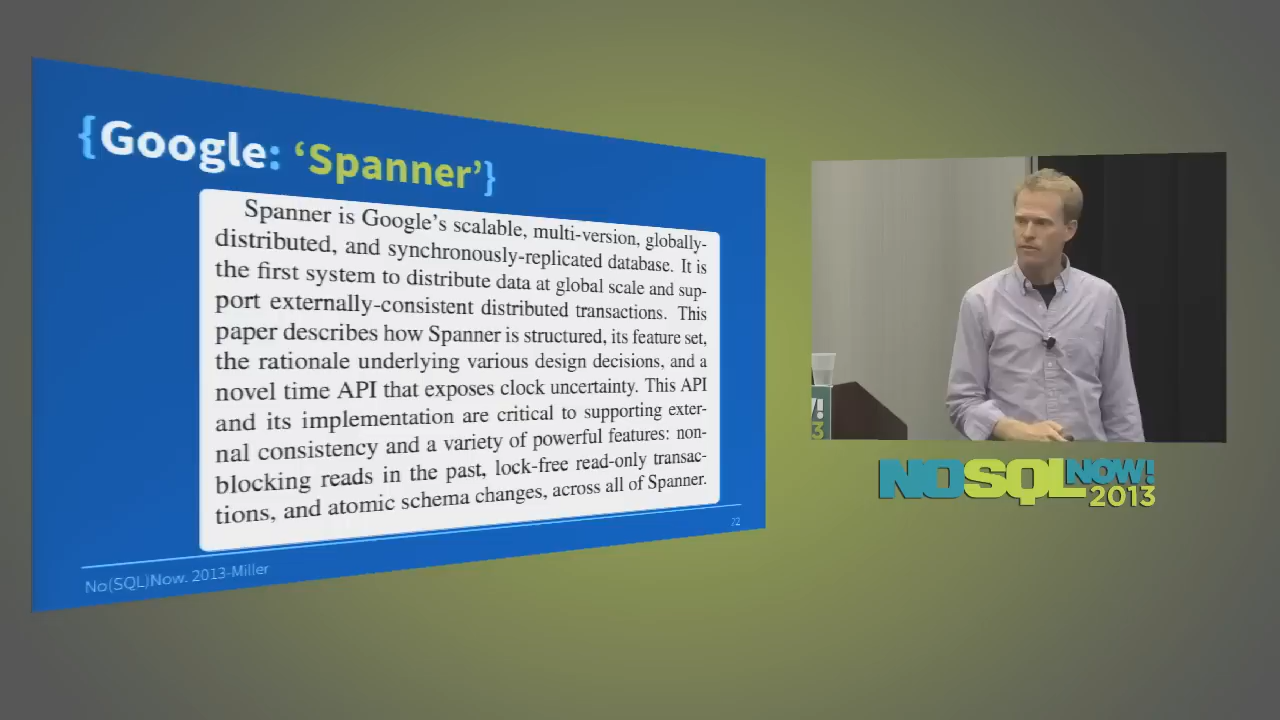 {Google: ‘Spanner’}
Spanner is Google’s scalable, multi-version, globally-
distributed, and synchronously-replicated database. It is
the first system to distribute data at global scale and sup-
port externally-consistent distributed transactions. This
paper describes how Spanner is structured, its feature set,
the rationale underlying various design decisions, and a
novel time API that exposes clock uncertainty. This API
and its implementation are critical to supporting exter-
nal consistency and a variety of powerful features: non-
blocking reads in the past, lock-free read-only transac-
tions, and atomic schema changes, across all of Spanner.
No(SQL)Now. 2013-Miller
22
!
3
NOSQLNOW!
2013